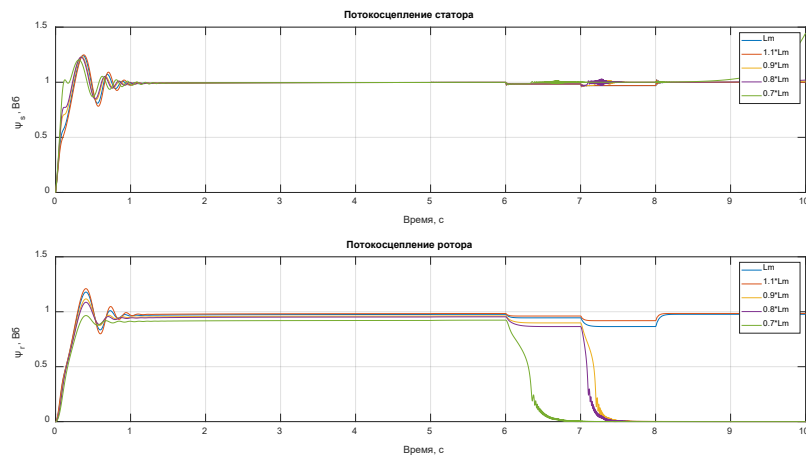 Потокосцепление статора
1.5
1
0.5
0
ψ s, Вб
0 1 2 3 4 5 6 7 8 9 10
Время, с
Lm
1.1*Lm
0.9*Lm
0.8*Lm
0.7*Lm
Потокосцепление ротора
1.5
1
0.5
0
ψ r, Вб
0 1 2 3 4 5 6 7 8 9 10
Время, с
Lm
1.1*Lm
0.9*Lm
0.8*Lm
0.7*Lm